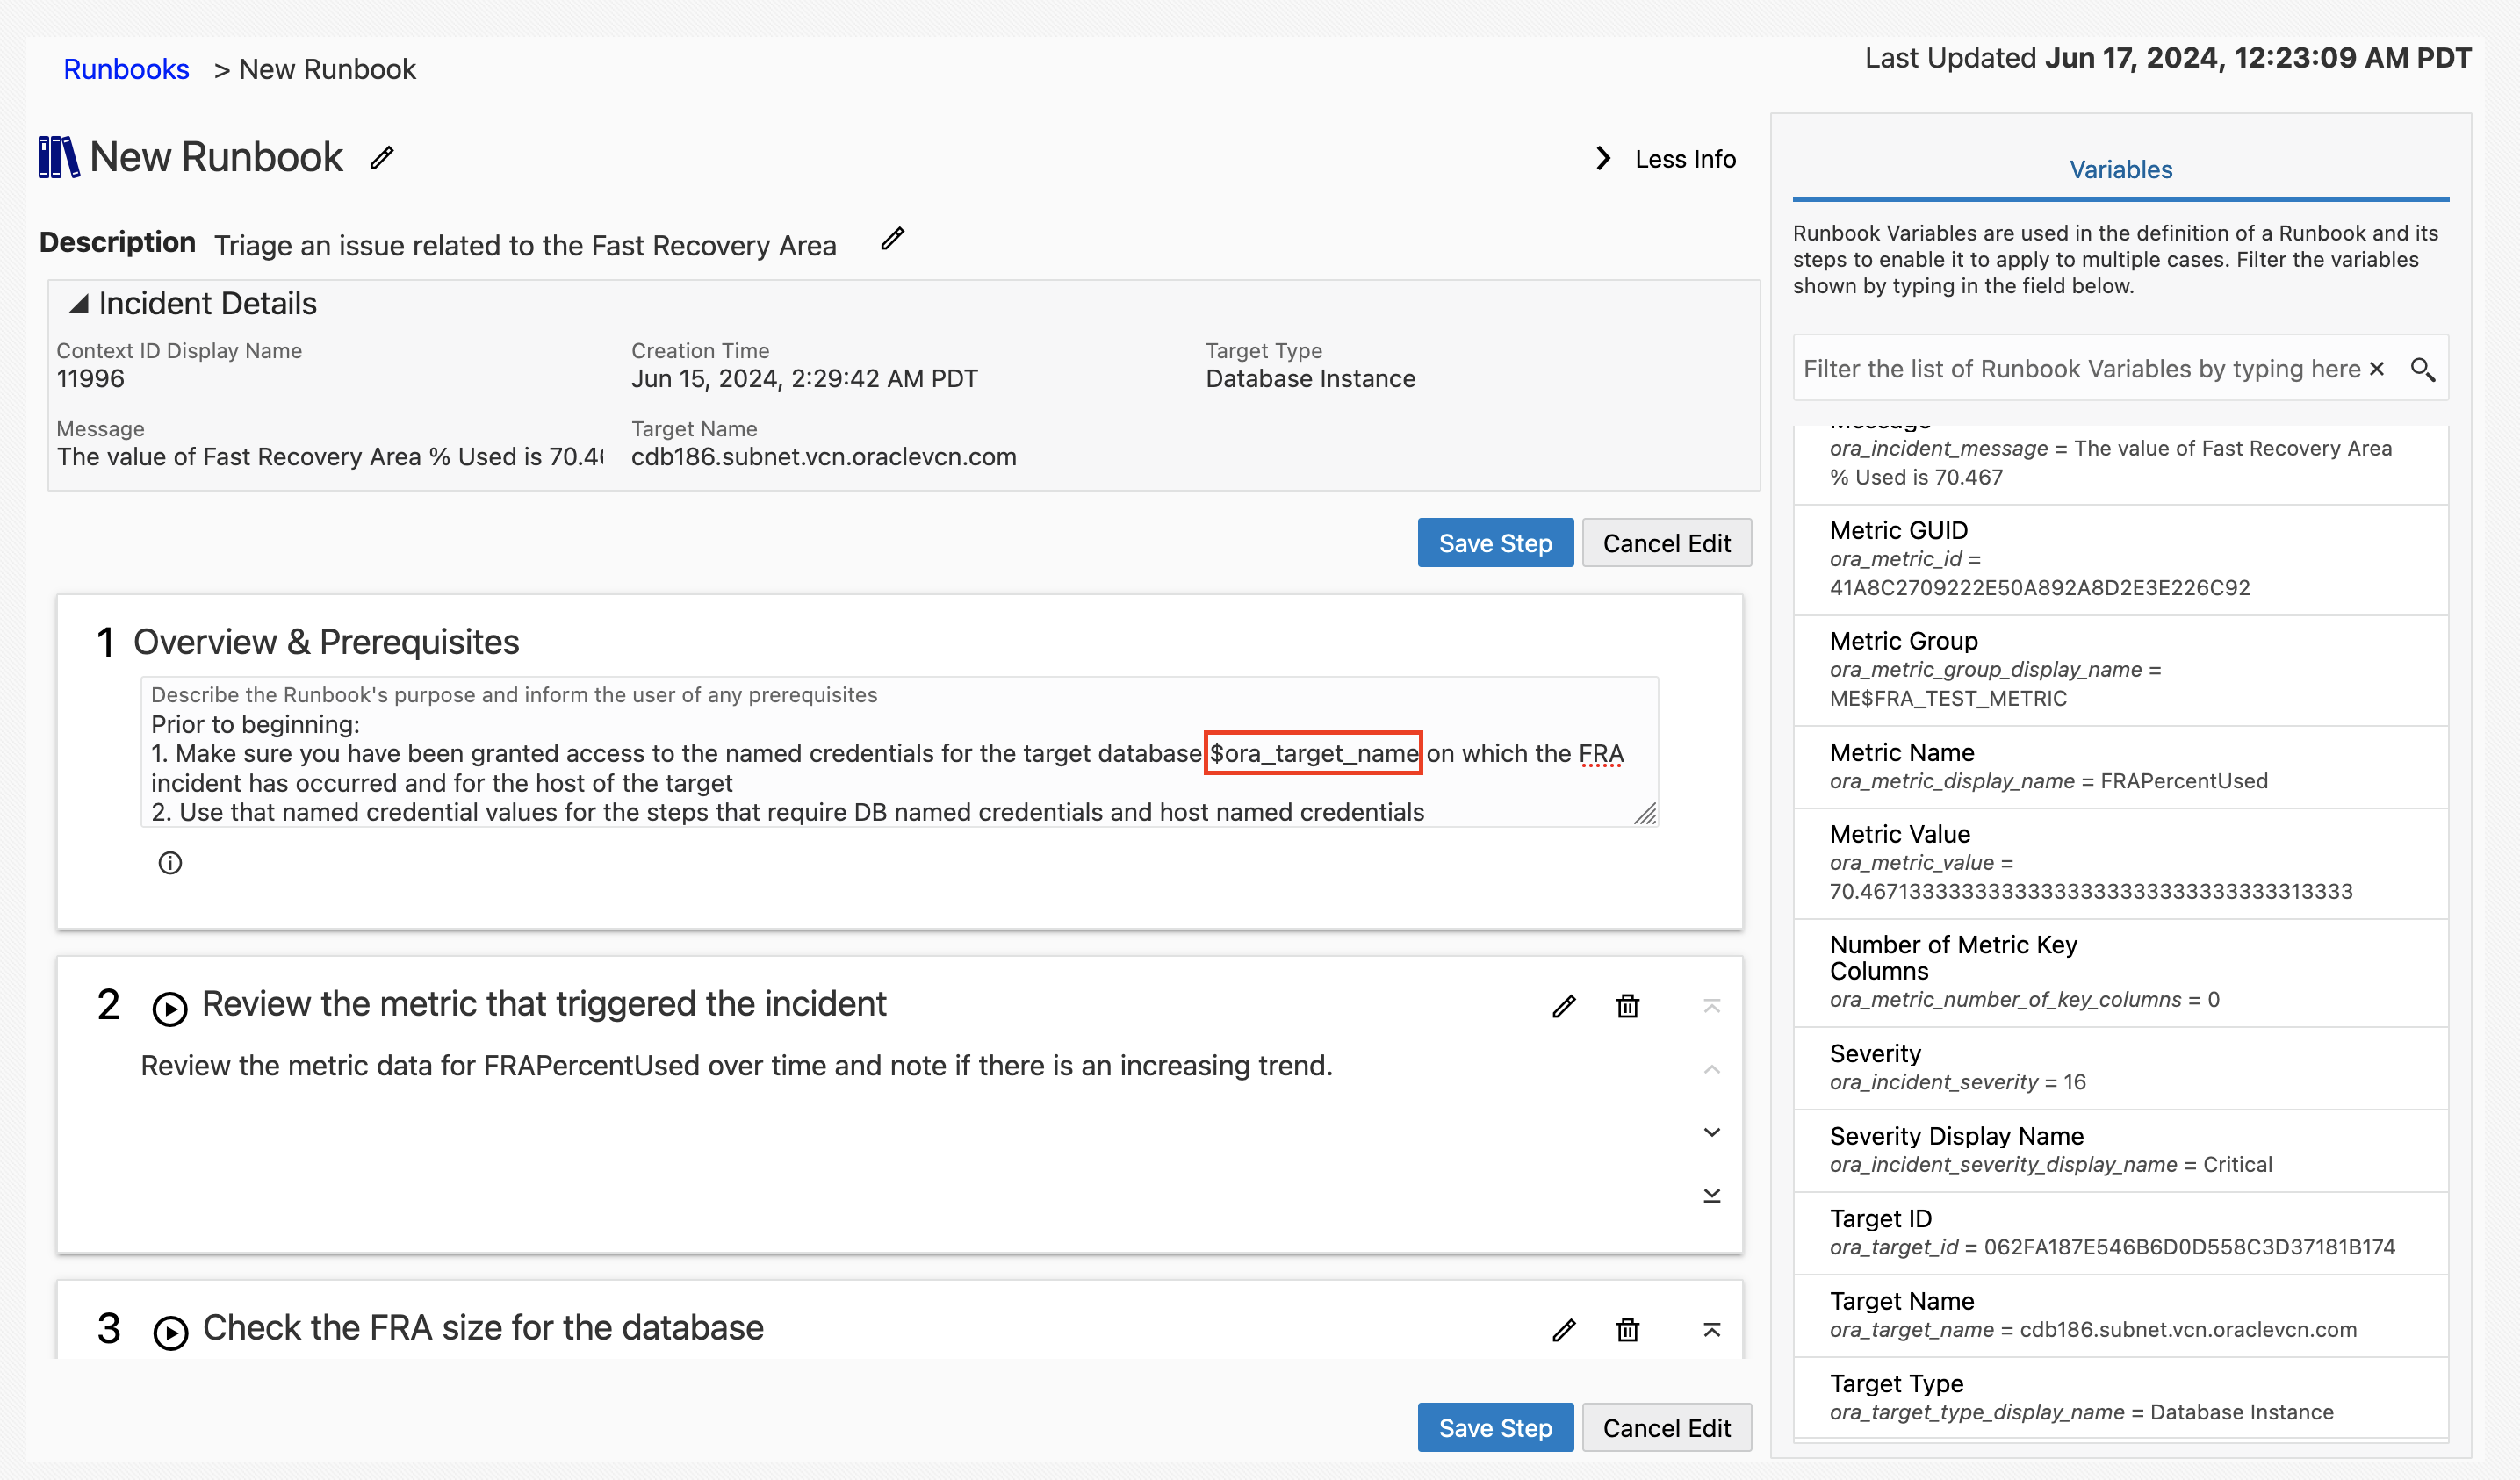 Runbooks > New Runbook
Last Updated Jun 17, 2024, 12:23:09 AM PDT
New Runbook
Less Info
Description Triage an issue related to the Fast Recovery Area
Incident Details
Context ID Display Name
11996
Creation Time
Jun 15, 2024, 2:29:42 AM PDT
Target Type
Database Instance
Message
The value of Fast Recovery Area % Used is 70.4
Target Name
cdb186.subnet.vcn.oraclevcn.com
Save Step Cancel Edit
1 Overview & Prerequisites
Describe the Runbook's purpose and inform the user of any prerequisites
Prior to beginning:
1. Make sure you have been granted access to the named credentials for the target database $ora_target_name on which the FRA
incident has occurred and for the host of the target
2. Use that named credential values for the steps that require DB named credentials and host named credentials
2 Review the metric that triggered the incident
Review the metric data for FRAPercentUsed over time and note if there is an increasing trend.
3 Check the FRA size for the database
Save Step Cancel Edit
Variables
Runbook Variables are used in the definition of a Runbook and its
steps to enable it to apply to multiple cases. Filter the variables
shown by typing in the field below.
Filter the list of Runbook Variables by typing here
Message
ora_incident_message = The value of Fast Recovery Area
% Used is 70.467
Metric GUID
ora_metric_id =
41A8C2709222E50A892A8D2E3E226C92
Metric Group
ora_metric_group_display_name =
ME$FRA_TEST_METRIC
Metric Name
ora_metric_display_name = FRAPercentUsed
Metric Value
ora_metric_value =
Number of Metric Key
Columns
ora_metric_number_of_key_columns = 0
Severity
ora_incident_severity = 16
Severity Display Name
ora_incident_severity_display_name = Critical
Target ID
ora_target_id = 062FA187E546B6D0D558C3D37181B174
Target Name
ora_target_name = cdb186.subnet.vcn.oraclevcn.com
Target Type
ora_target_type_display_name = Database Instance